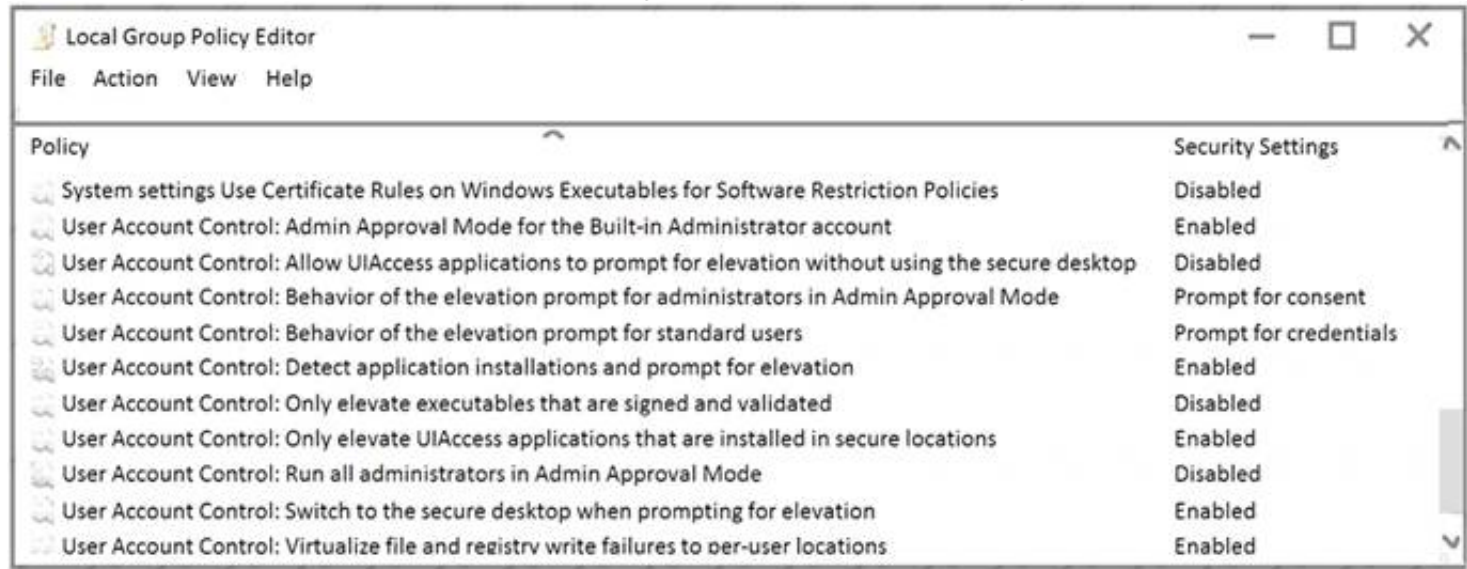 Local Group Policy Editor
File Action View Help
Policy Security Settings
System settings Use Certificate Rules on Windows Executables for Software Restriction Policies Disabled
User Account Control: Admin Approval Mode for the Built-in Administrator account Enabled
User Account Control: Allow UIAccess applications to prompt for elevation without using the secure desktop Disabled
User Account Control: Behavior of the elevation prompt for administrators in Admin Approval Mode Prompt for consent
User Account Control: Behavior of the elevation prompt for standard users Prompt for credentials
User Account Control: Detect application installations and prompt for elevation Enabled
User Account Control: Only elevate executables that are signed and validated Disabled
User Account Control: Only elevate UIAccess applications that are installed in secure locations Enabled
User Account Control: Run all administrators in Admin Approval Mode Disabled
User Account Control: Switch to the secure desktop when prompting for elevation Enabled
User Account Control: Virtualize file and registry write failures to per-user locations Enabled